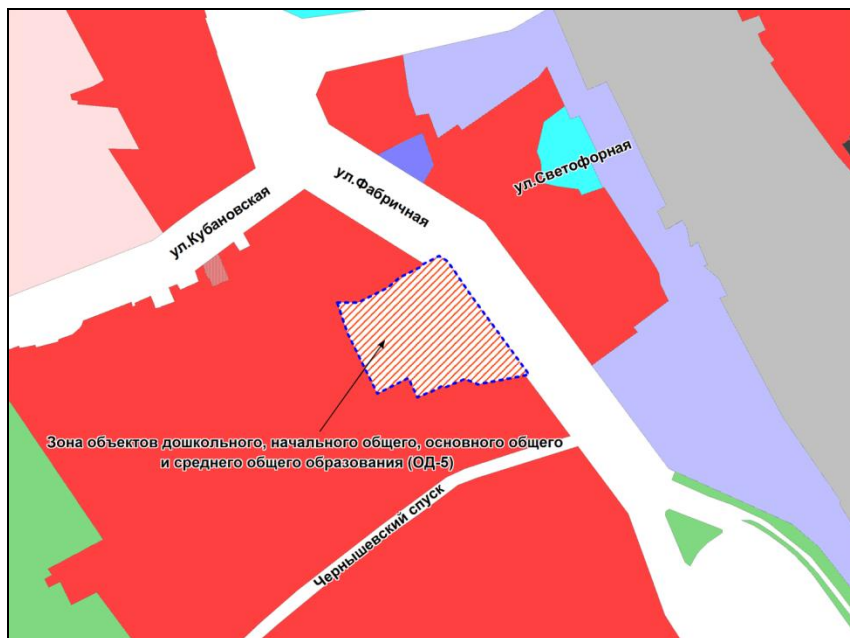 ул.Светофорная
ул.Фабричная
ул.Кубановская
Зона объектов дошкольного, начального общего, основного общего
и среднего общего образования (ОД-5)
Чернышевский спуск